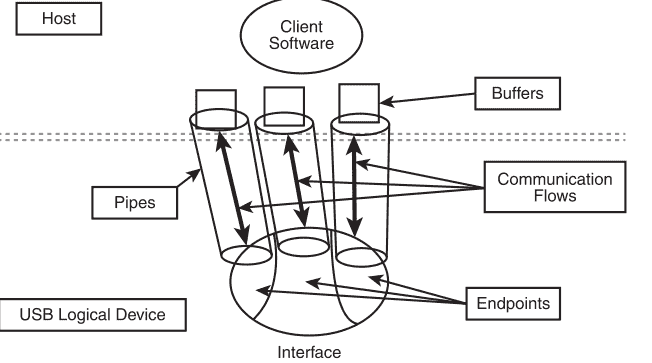 Host
Client
Software
Buffers
Communication
Flows
Pipes
Endpoints
USB Logical Device
Interface